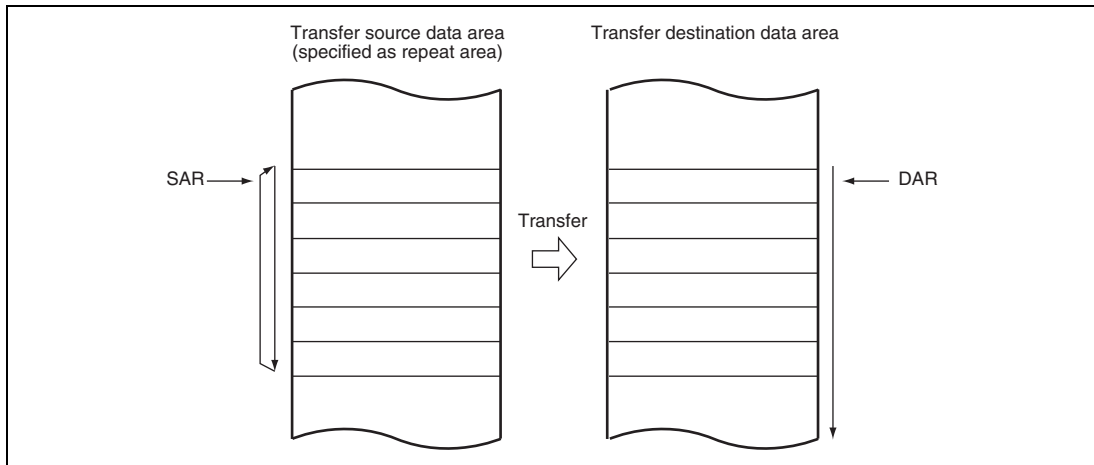 Transfer source data area
(specified as repeat area)
Transfer destination data area
SAR
DAR
Transfer